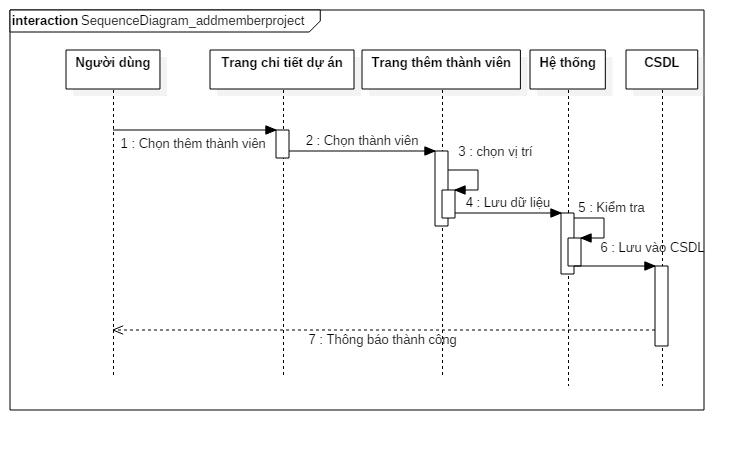 interaction SequenceDiagram_addmemberproject
Người dùng
Trang chi tiết dự án
Trang thêm thành viên
Hệ thống
CSDL
1 : Chọn thêm thành viên
2 : Chọn thành viên
3 : chọn vị trí
4 : Lưu dữ liệu
5 : Kiểm tra
6 : Lưu vào CSDL
7 : Thông báo thành công